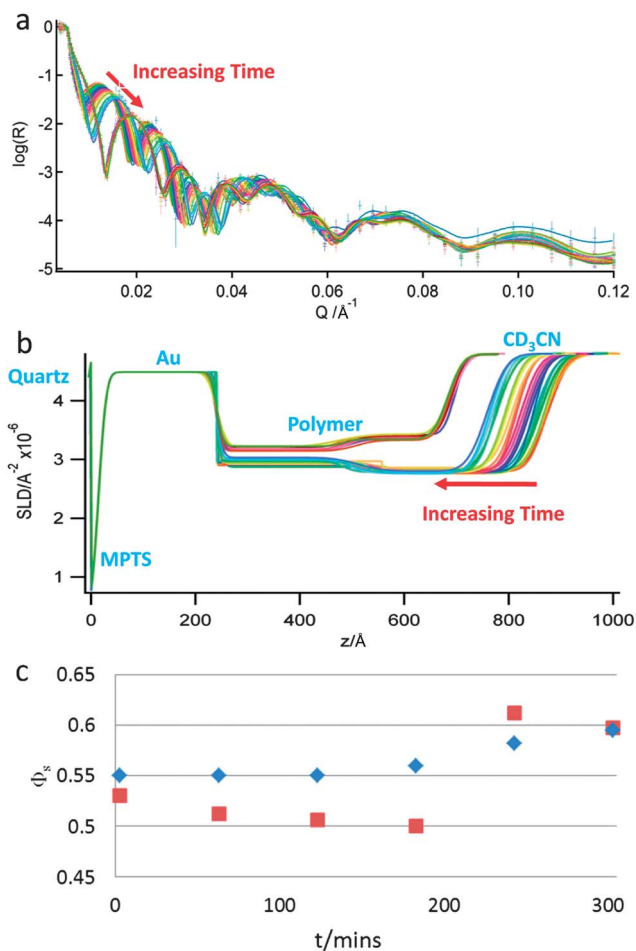 a
0
-1
-2
-3
-4
-5
log(R)
Increasing Time
0.02 0.04 0.06 0.08 0.10 0.12
Q /Å⁻¹
b
Quartz
Au
Polymer
CD₃CN
MPTS
Increasing Time
SLD/A⁻² x10⁻⁶
4
3
2
1
0 200 400 600 800 1000
z/Å
c
0.65
0.6
0.55
0.5
0.45
Φₛ
0 100 200 300
t/mins